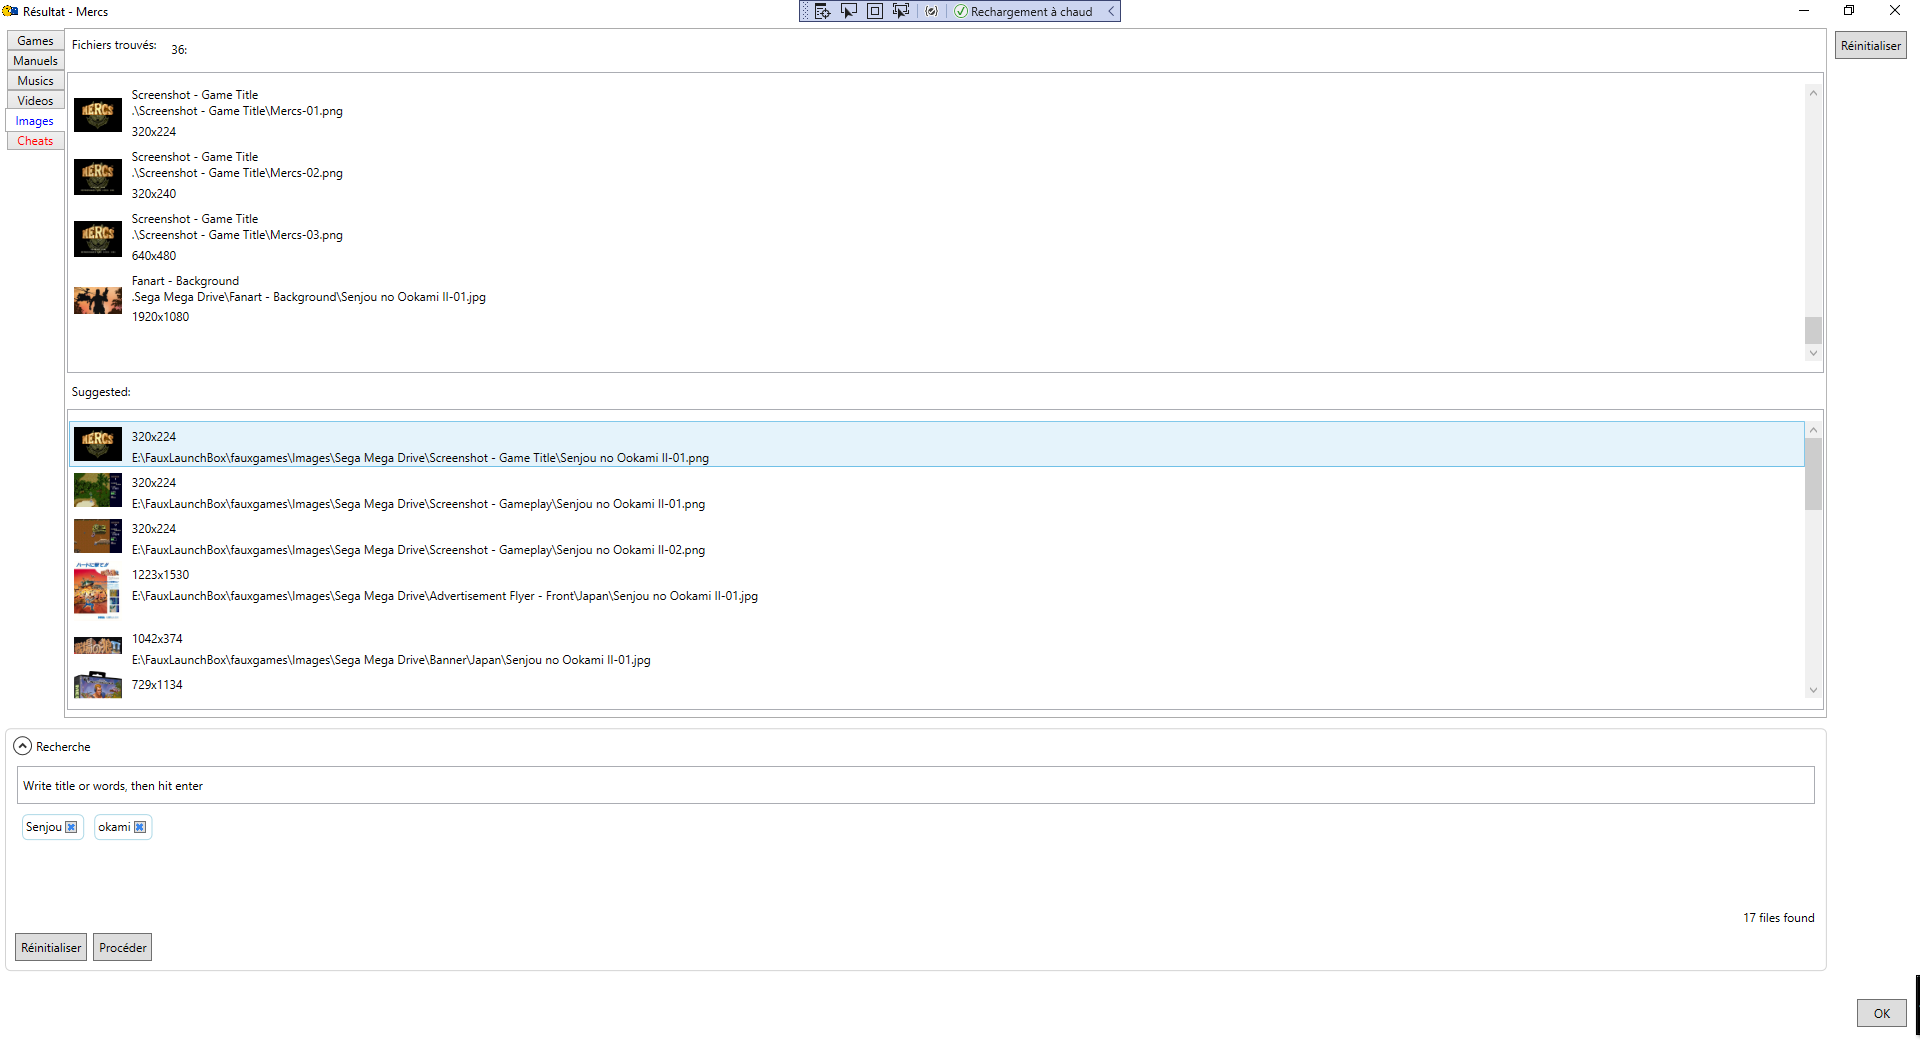 Résultat - Mercs
Rechargement à chaud
Games
Manuels
Musics
Videos
Images
Cheats
Fichiers trouvés: 36:
Réinitialiser
Screenshot - Game Title
.\Screenshot - Game Title\Mercs-01.png
320x224
Screenshot - Game Title
.\Screenshot - Game Title\Mercs-02.png
320x240
Screenshot - Game Title
.\Screenshot - Game Title\Mercs-03.png
640x480
Fanart - Background
.Sega Mega Drive\Fanart - Background\Senjou no Ookami II-01.jpg
1920x1080
MERCS
MERCS
MERCS
Suggested:
MERCS
320x224
E:\FauxLaunchBox\fauxgames\Images\Sega Mega Drive\Screenshot - Game Title\Senjou no Ookami II-01.png
320x224
E:\FauxLaunchBox\fauxgames\Images\Sega Mega Drive\Screenshot - Gameplay\Senjou no Ookami II-01.png
320x224
E:\FauxLaunchBox\fauxgames\Images\Sega Mega Drive\Screenshot - Gameplay\Senjou no Ookami II-02.png
1223x1530
E:\FauxLaunchBox\fauxgames\Images\Sega Mega Drive\Advertisement Flyer - Front\Japan\Senjou no Ookami II-01.jpg
1042x374
E:\FauxLaunchBox\fauxgames\Images\Sega Mega Drive\Banner\Japan\Senjou no Ookami II-01.jpg
729x1134
Recherche
Write title or words, then hit enter
Senjou
okami
17 files found
Réinitialiser
Procéder
OK